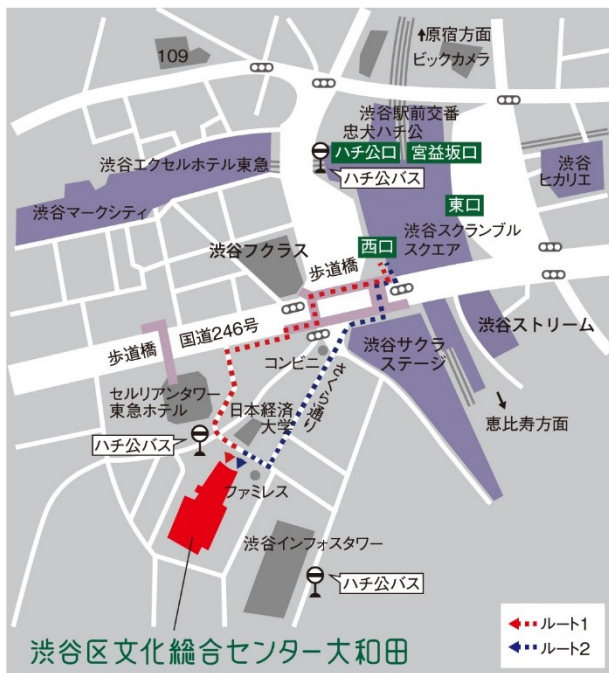 ↑原宿方面
109
ビックカメラ
渋谷駅前交番
忠犬ハチ公
ハチ公口
宮益坂口
渋谷エクセルホテル東急
ハチ公バス
渋谷
ヒカリエ
渋谷マークシティ
東口
西口
渋谷スクランブル
スクエア
渋谷フクラス
歩道橋
国道246号
渋谷ストリーム
歩道橋
コンビニ
渋谷サクラ
ステージ
さくら通り
セルリアンタワー
東急ホテル
日本経済
大学
恵比寿方面
ハチ公バス
ファミレス
渋谷インフォスタワー
ハチ公バス
ルート1
ルート2
渋谷区文化総合センター大和田